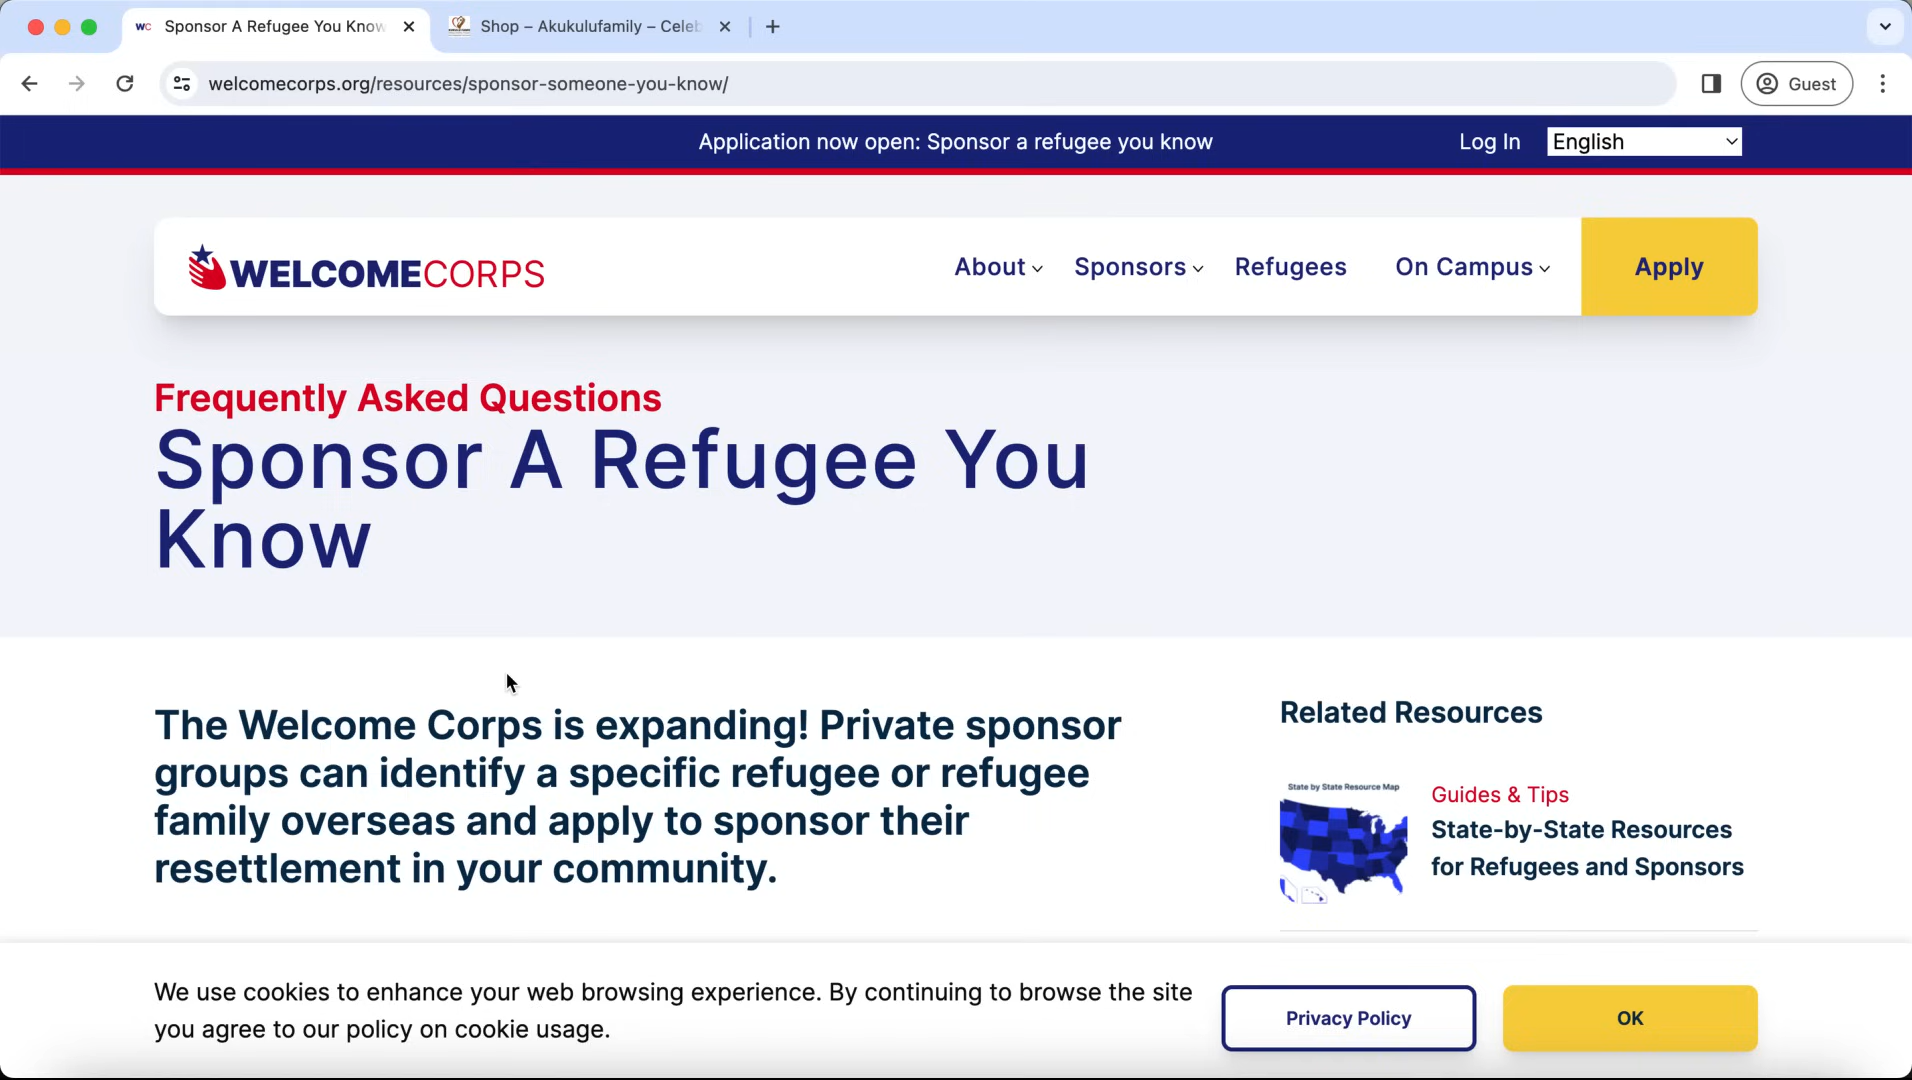 WC Sponsor A Refugee You Know
Shop – Akukulufamily – Celeb
welcomecorps.org/resources/sponsor-someone-you-know/
Guest
Application now open: Sponsor a refugee you know
Log In
English
WELCOMECORPS
About
Sponsors
Refugees
On Campus
Apply
Frequently Asked Questions
Sponsor A Refugee You
Know
The Welcome Corps is expanding! Private sponsor
groups can identify a specific refugee or refugee
family overseas and apply to sponsor their
resettlement in your community.
Related Resources
State by State Resource Map
Guides & Tips
State-by-State Resources
for Refugees and Sponsors
We use cookies to enhance your web browsing experience. By continuing to browse the site
you agree to our policy on cookie usage.
Privacy Policy
OK